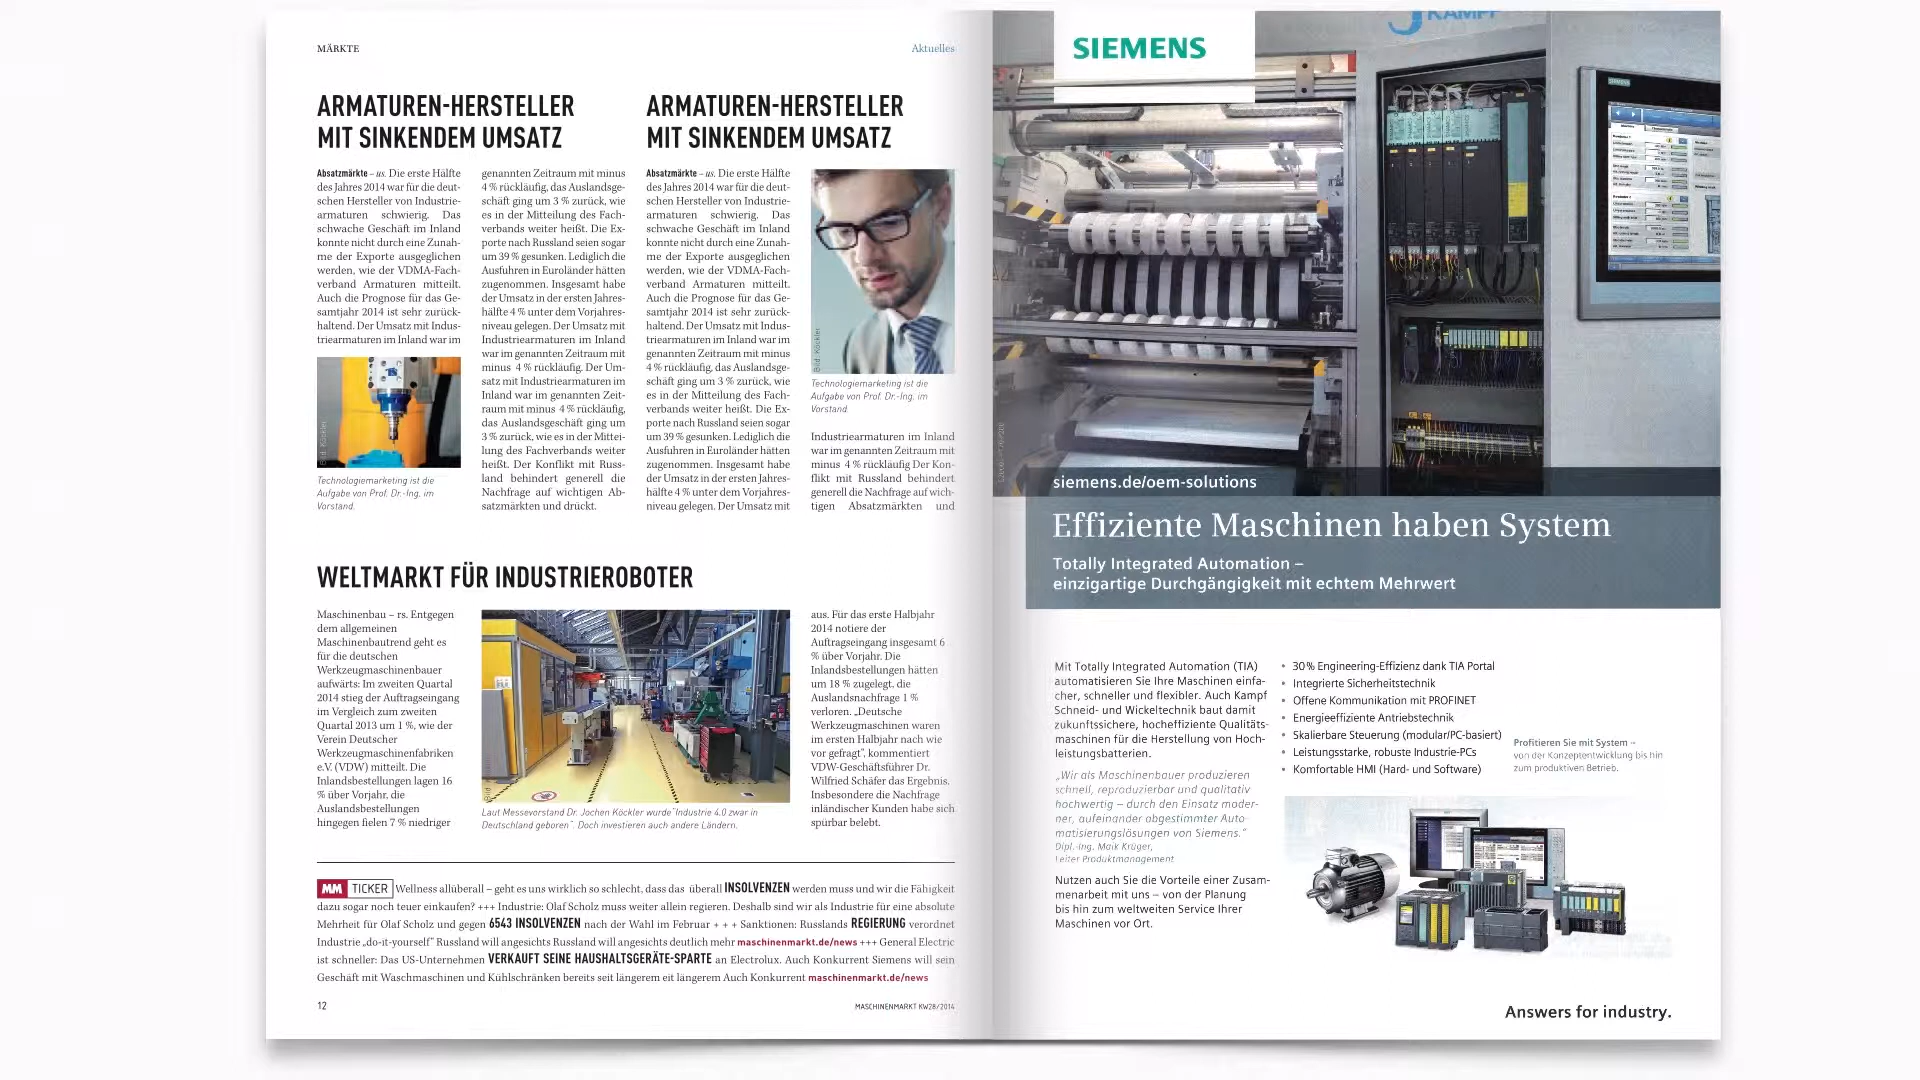 MÄRKTE
Aktuelles
ARMATUREN-HERSTELLER
MIT SINKENDEM UMSATZ
Absatzmärkte – us. Die erste Hälfte
des Jahres 2014 war für die deut-
schen Hersteller von Industrie-
armaturen schwierig. Das
schwache Geschäft im Inland
konnte nicht durch eine Zunah-
me der Exporte ausgeglichen
werden, wie der VDMA-Fach-
verband Armaturen mitteilt.
Auch die Prognose für das Ge-
samtjahr 2014 ist sehr zurück-
haltend. Der Umsatz mit Indus-
triearmaturen im Inland war im
Bild: Köckler
Technologiemarketing ist die
Aufgabe von Prof. Dr.-Ing. im
Vorstand.
genannten Zeitraum mit minus
4 % rückläufig, das Auslandsge-
schäft ging um 3 % zurück, wie
es in der Mitteilung des Fach-
verbands weiter heißt. Die Ex-
porte nach Russland seien sogar
um 39 % gesunken. Lediglich die
Ausfuhren in Euroländer hätten
zugenommen. Insgesamt habe
der Umsatz in der ersten Jahres-
hälfte 4 % unter dem Vorjahres-
niveau gelegen. Der Umsatz mit
Industriearmaturen im Inland
war im genannten Zeitraum mit
minus 4 % rückläufig. Der Um-
satz mit Industriearmaturen im
Inland war im genannten Zeit-
raum mit minus 4 % rückläufig,
das Auslandsgeschäft ging um
3 % zurück, wie es in der Mittei-
lung des Fachverbands weiter
heißt. Der Konflikt mit Russ-
land behindert generell die
Nachfrage auf wichtigen Ab-
satzmärkten und drückt.
ARMATUREN-HERSTELLER
MIT SINKENDEM UMSATZ
Absatzmärkte – us. Die erste Hälfte
des Jahres 2014 war für die deut-
schen Hersteller von Industrie-
armaturen schwierig. Das
schwache Geschäft im Inland
konnte nicht durch eine Zunah-
me der Exporte ausgeglichen
werden, wie der VDMA-Fach-
verband Armaturen mitteilt.
Auch die Prognose für das Ge-
samtjahr 2014 ist sehr zurück-
haltend. Der Umsatz mit Indus-
triearmaturen im Inland war im
genannten Zeitraum mit minus
4 % rückläufig, das Auslandsge-
schäft ging um 3 % zurück, wie
es in der Mitteilung des Fach-
verbands weiter heißt. Die Ex-
porte nach Russland seien sogar
um 39 % gesunken. Lediglich die
Ausfuhren in Euroländer hätten
zugenommen. Insgesamt habe
der Umsatz in der ersten Jahres-
hälfte 4 % unter dem Vorjahres-
niveau gelegen. Der Umsatz mit
Bild: Köckler
Technologiemarketing ist die
Aufgabe von Prof. Dr.-Ing. im
Vorstand.
Industriearmaturen im Inland
war im genannten Zeitraum mit
minus 4 % rückläufig Der Kon-
flikt mit Russland behindert
generell die Nachfrage auf wich-
tigen Absatzmärkten und
WELTMARKT FÜR INDUSTRIEROBOTER
Maschinenbau – rs. Entgegen
dem allgemeinen
Maschinenbautrend geht es
für die deutschen
Werkzeugmaschinenbauer
aufwärts: Im zweiten Quartal
2014 stieg der Auftragseingang
im Vergleich zum zweiten
Quartal 2013 um 1 %, wie der
Verein Deutscher
Werkzeugmaschinenfabriken
e.V. (VDW) mitteilt. Die
Inlandsbestellungen lagen 16
% über Vorjahr, die
Auslandsbestellungen
hingegen fielen 7 % niedriger
Bild
Laut Messevorstand Dr. Jochen Köckler wurde "Industrie 4.0 zwar in
Deutschland geboren". Doch investieren auch andere Ländern.
aus. Für das erste Halbjahr
2014 notiere der
Auftragseingang insgesamt 6
% über Vorjahr. Die
Inlandsbestellungen hätten
um 18 % zugelegt, die
Auslandsnachfrage 1 %
verloren. „Deutsche
Werkzeugmaschinen waren
im ersten Halbjahr nach wie
vor gefragt", kommentiert
VDW-Geschäftsführer Dr.
Wilfried Schäfer das Ergebnis.
Insbesondere die Nachfrage
inländischer Kunden habe sich
spürbar belebt.
MM TICKER Wellness allüberall – geht es uns wirklich so schlecht, dass das überall INSOLVENZEN werden muss und wir die Fähigkeit
dazu sogar noch teuer einkaufen? +++ Industrie: Olaf Scholz muss weiter allein regieren. Deshalb sind wir als Industrie für eine absolute
Mehrheit für Olaf Scholz und gegen 6543 INSOLVENZEN nach der Wahl im Februar + + + Sanktionen: Russlands REGIERUNG verordnet
Industrie „do-it-yourself" Russland will angesichts Russland will angesichts deutlich mehr maschinenmarkt.de/news +++ General Electric
ist schneller: Das US-Unternehmen VERKAUFT SEINE HAUSHALTSGERÄTE-SPARTE an Electrolux. Auch Konkurrent Siemens will sein
Geschäft mit Waschmaschinen und Kühlschränken bereits seit längerem eit längerem Auch Konkurrent maschinenmarkt.de/news
12
MASCHINENMARKT KW28/2014
SIEMENS
KAMPF
SIEMENS
siemens.de/oem-solutions
Effiziente Maschinen haben System
Totally Integrated Automation –
einzigartige Durchgängigkeit mit echtem Mehrwert
Mit Totally Integrated Automation (TIA)
automatisieren Sie Ihre Maschinen einfa-
cher, schneller und flexibler. Auch Kampf
Schneid- und Wickeltechnik baut damit
zukunftssichere, hocheffiziente Qualitäts-
maschinen für die Herstellung von Hoch-
leistungsbatterien.
„Wir als Maschinenbauer produzieren
schnell, reproduzierbar und qualitativ
hochwertig – durch den Einsatz moder-
ner, aufeinander abgestimmter Auto-
matisierungslösungen von Siemens."
Dipl.-Ing. Maik Krüger,
Leiter Produktmanagement
Nutzen auch Sie die Vorteile einer Zusam-
menarbeit mit uns – von der Planung
bis hin zum weltweiten Service Ihrer
Maschinen vor Ort.
• 30 % Engineering-Effizienz dank TIA Portal
• Integrierte Sicherheitstechnik
• Offene Kommunikation mit PROFINET
• Energieeffiziente Antriebstechnik
• Skalierbare Steuerung (modular/PC-basiert)
• Leistungsstarke, robuste Industrie-PCs
• Komfortable HMI (Hard- und Software)
Profitieren Sie mit System –
von der Konzeptentwicklung bis hin
zum produktiven Betrieb.
Answers for industry.